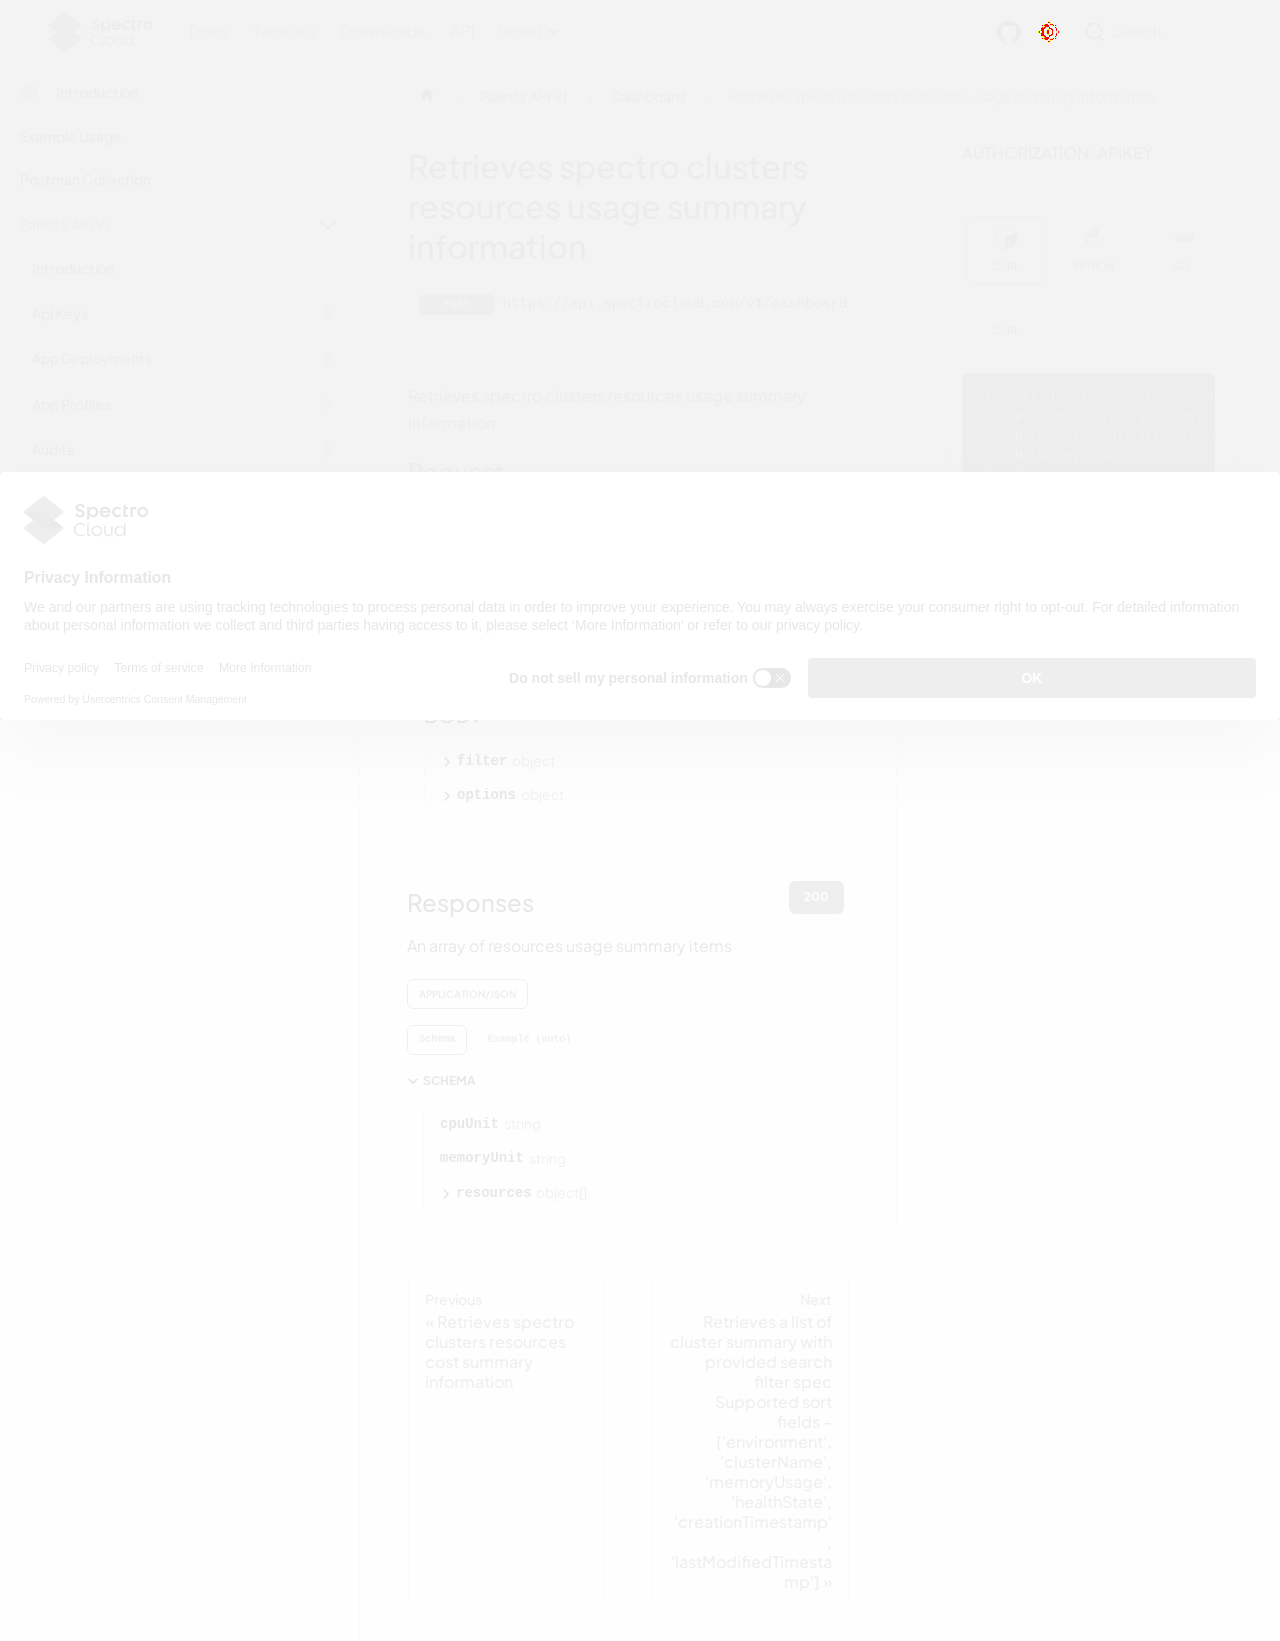 Spectro Cloud
Docs Tutorials Downloads API latest
Search
Introduction
Example Usage
Postman Collection
Palette API V1
Introduction
Api Keys
App Deployments
App Profiles
Audits
Palette API V1
Dashboard
Retrieves spectro clusters resources usage summary information
Retrieves spectro clusters
resources usage summary
information
https://api.spectrocloud.com/v1/dashboard
Retrieves spectro clusters resources usage summary
information
Request
AUTHORIZATION: APIKEY
CURL PYTHON GO
CURL
Spectro Cloud
Privacy Information
We and our partners are using tracking technologies to process personal data in order to improve your experience. You may always exercise your consumer right to opt-out. For detailed information
about personal information we collect and third parties having access to it, please select 'More Information' or refer to our privacy policy.
Privacy policy Terms of service More Information
Do not sell my personal information
OK
Powered by Usercentrics Consent Management
BODY
filter object
options object
Responses
200
An array of resources usage summary items
APPLICATION/JSON
Schema Example (auto)
SCHEMA
cpuUnit string
memoryUnit string
resources object[]
Previous
« Retrieves spectro
clusters resources
cost summary
information
Next
Retrieves a list of
cluster summary with
provided search
filter spec
Supported sort
fields -
['environment',
'clusterName',
'memoryUsage',
'healthState',
'creationTimestamp'
,
'lastModifiedTimesta
mp'] »